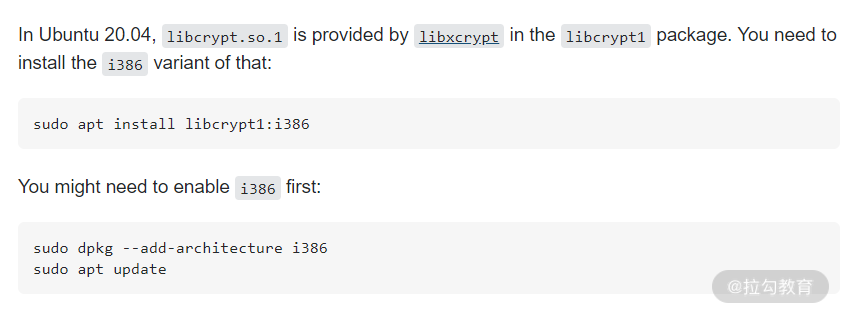 In Ubuntu 20.04, libcrypt.so.1 is provided by libxcrypt in the libcrypt1 package. You need to
install the i386 variant of that:
sudo apt install libcrypt1:i386
You might need to enable i386 first:
sudo dpkg --add-architecture i386
sudo apt update
@拉勾教育